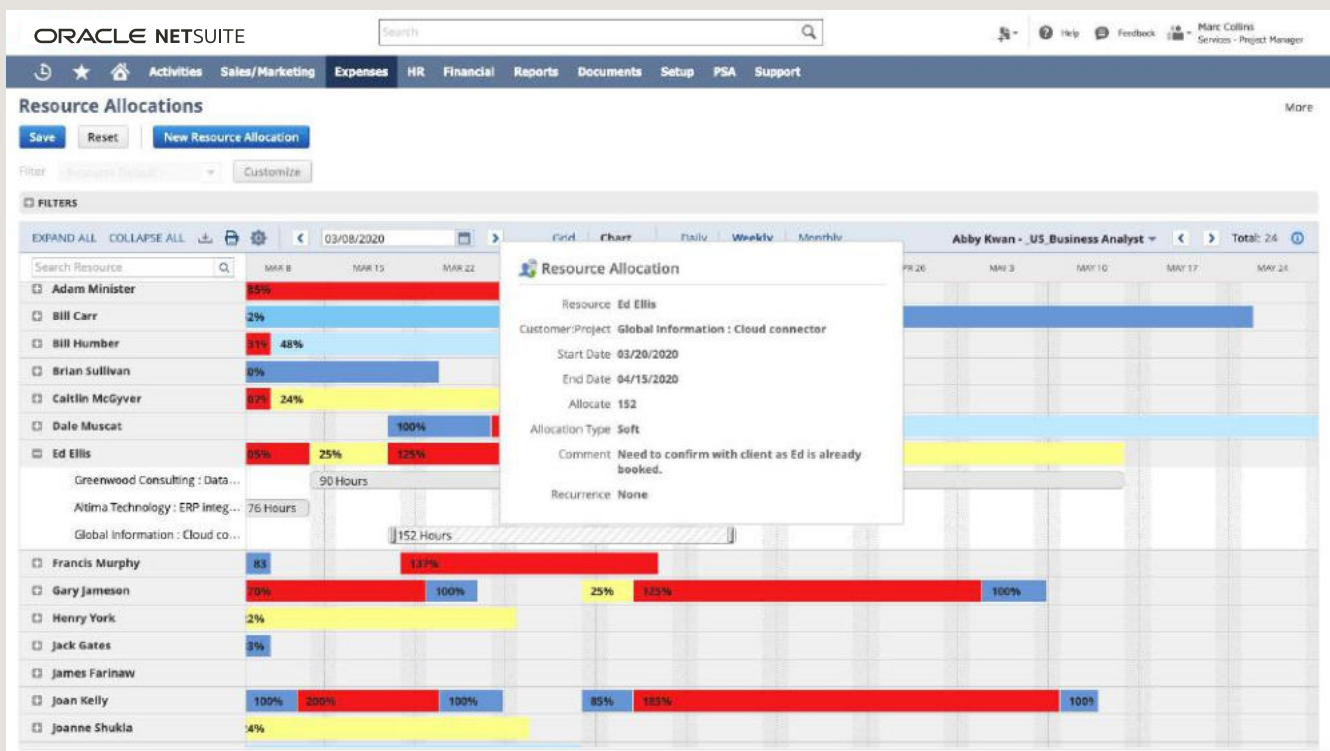 ORACLE NETSUITE
Search
Help Feedback Marc Collins
Services - Project Manager
Activities Sales/Marketing Expenses HR Financial Reports Documents Setup PSA Support
Resource Allocations
More
Save Reset New Resource Allocation
Filter Customize
FILTERS
EXPAND ALL COLLAPSE ALL 03/08/2020 Grid Chart Daily Weekly Monthly Abby Kwan - _US_Business Analyst Total: 24
Search Resource MAR 8 MAR 15 MAR 22 PR 26 MAY 3 MAY 10 MAY 17 MAY 24
Resource Allocation
Resource Ed Ellis
Customer:Project Global Information : Cloud connector
Start Date 03/20/2020
End Date 04/15/2020
Allocate 152
Allocation Type Soft
Comment Need to confirm with client as Ed is already
booked.
Recurrence None
Adam Minister 85%
Bill Carr 2%
Bill Humber 48%
Brian Sullivan 0%
Caitlin McGyver 24%
Dale Muscat 100%
Ed Ellis 05% 25% 125%
Greenwood Consulting : Data... 90 Hours
Altima Technology : ERP integ... 76 Hours
Global Information : Cloud co... 152 Hours
Francis Murphy 83 137%
Gary Jameson 70% 100% 25% 125% 100%
Henry York 2%
Jack Gates 3%
James Farinaw
Joan Kelly 100% 200% 100% 85% 185% 100%
Joanne Shukla 4%